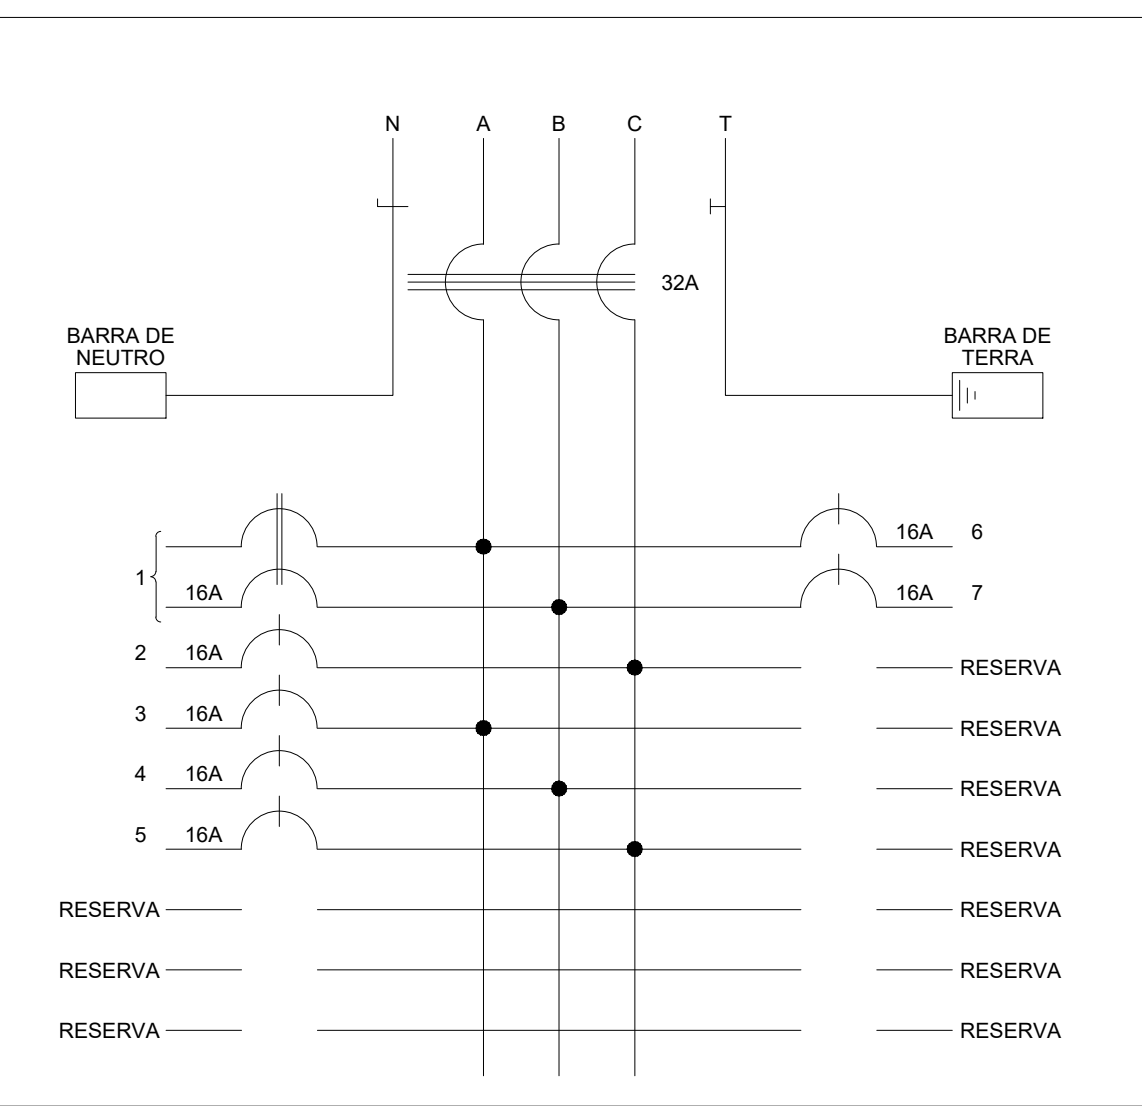 N A B C T
32A
BARRA DE
NEUTRO
BARRA DE
TERRA
16A 6
1 16A 16A 7
2 16A RESERVA
3 16A RESERVA
4 16A RESERVA
5 16A RESERVA
RESERVA RESERVA
RESERVA RESERVA
RESERVA RESERVA